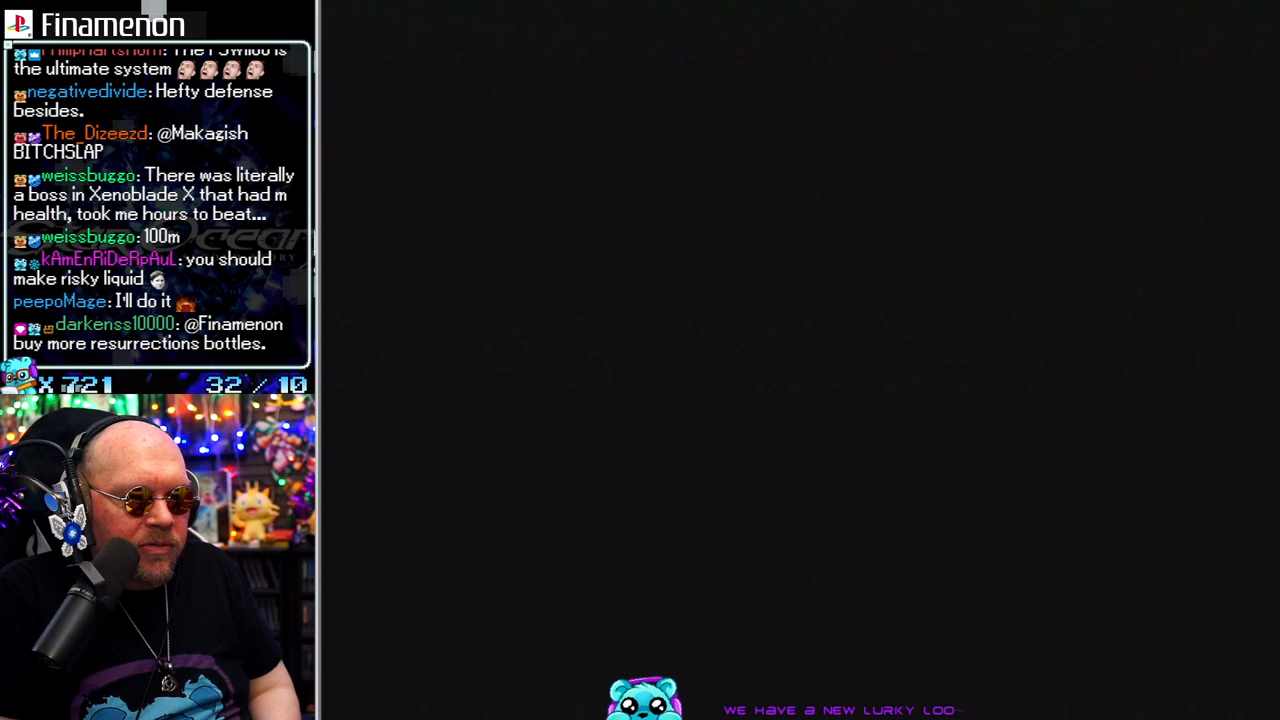 Finamenon
the ultimate system
negativedivide: Hefty defense
besides.
The_Dizeezd: @Makagish
BITCHSLAP
weissbuggo: There was literally
a boss in Xenoblade X that had m
health, took me hours to beat...
weissbuggo: 100m
kAmEnRiDeRpAuL: you should
make risky liquid
peepoMage: I'll do it
darkenss10000: @Finamenon
buy more resurrections bottles.
X 721 32 / 10
WE HAVE A NEW LURKY LOO~